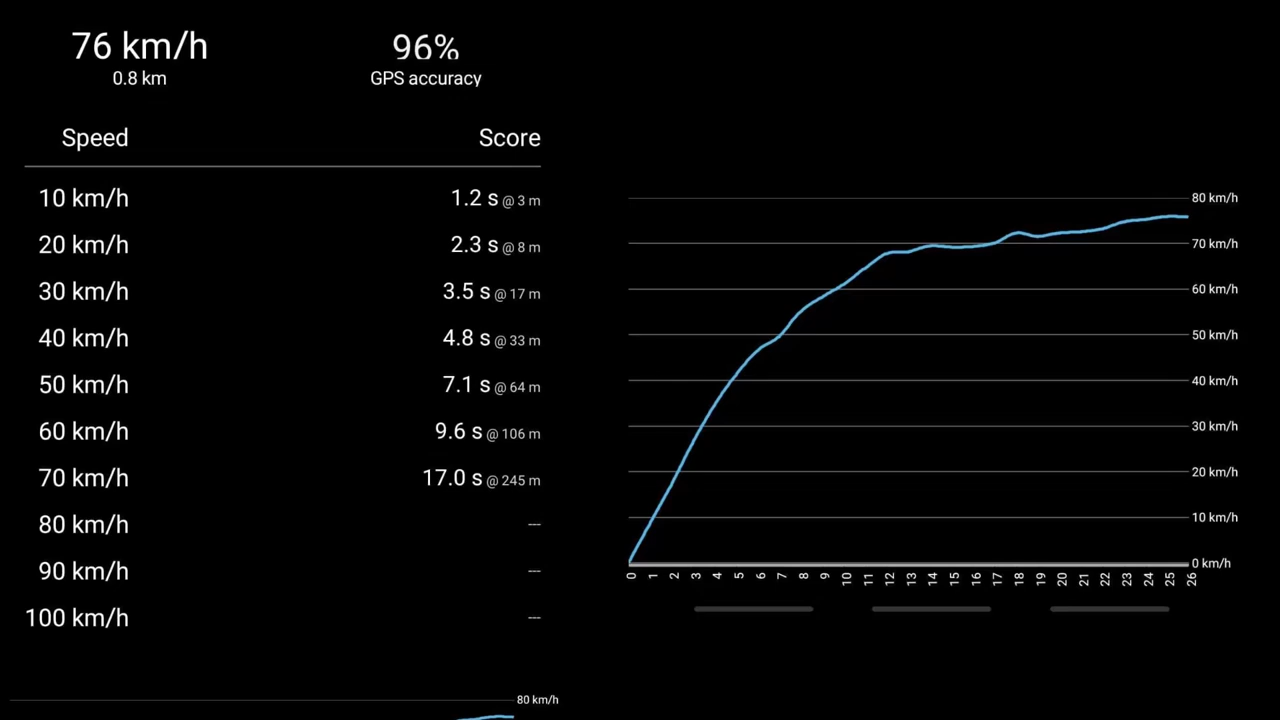 76 km/h
0.8 km
96%
GPS accuracy
Speed Score
10 km/h 1.2 s @ 3 m
20 km/h 2.3 s @ 8 m
30 km/h 3.5 s @ 17 m
40 km/h 4.8 s @ 33 m
50 km/h 7.1 s @ 64 m
60 km/h 9.6 s @ 106 m
70 km/h 17.0 s @ 245 m
80 km/h ---
90 km/h ---
100 km/h ---
80 km/h
80 km/h
70 km/h
60 km/h
50 km/h
40 km/h
30 km/h
20 km/h
10 km/h
0 km/h
0 1 2 3 4 5 6 7 8 9 10 11 12 13 14 15 16 17 18 19 20 21 22 23 24 25 26